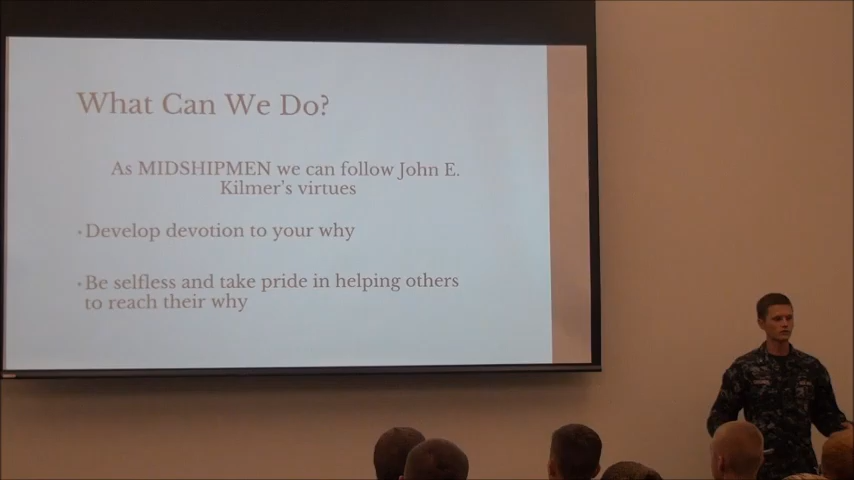 What Can We Do?
As MIDSHIPMEN we can follow John E.
Kilmer's virtues
•Develop devotion to your why
•Be selfless and take pride in helping others
to reach their why